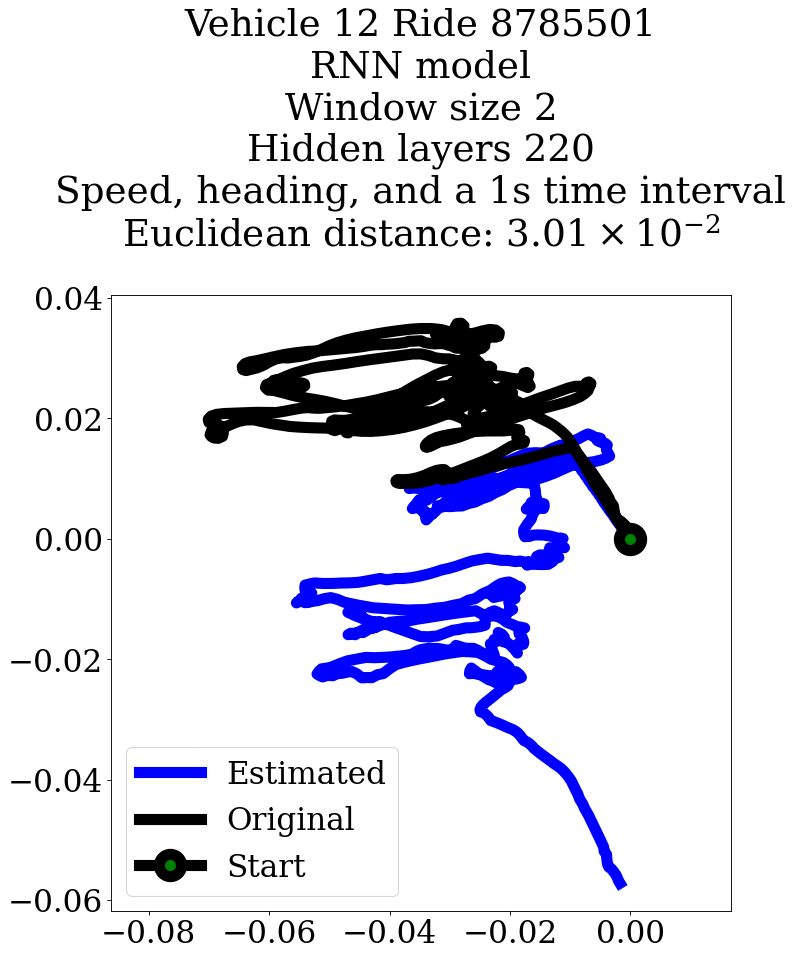 Vehicle 12 Ride 8785501
RNN model
Window size 2
Hidden layers 220
Speed, heading, and a 1s time interval
Euclidean distance: 3.01 × 10⁻²
0.04
0.02
0.00
−0.02
−0.04
−0.06
Estimated
Original
Start
−0.08 −0.06 −0.04 −0.02 0.00